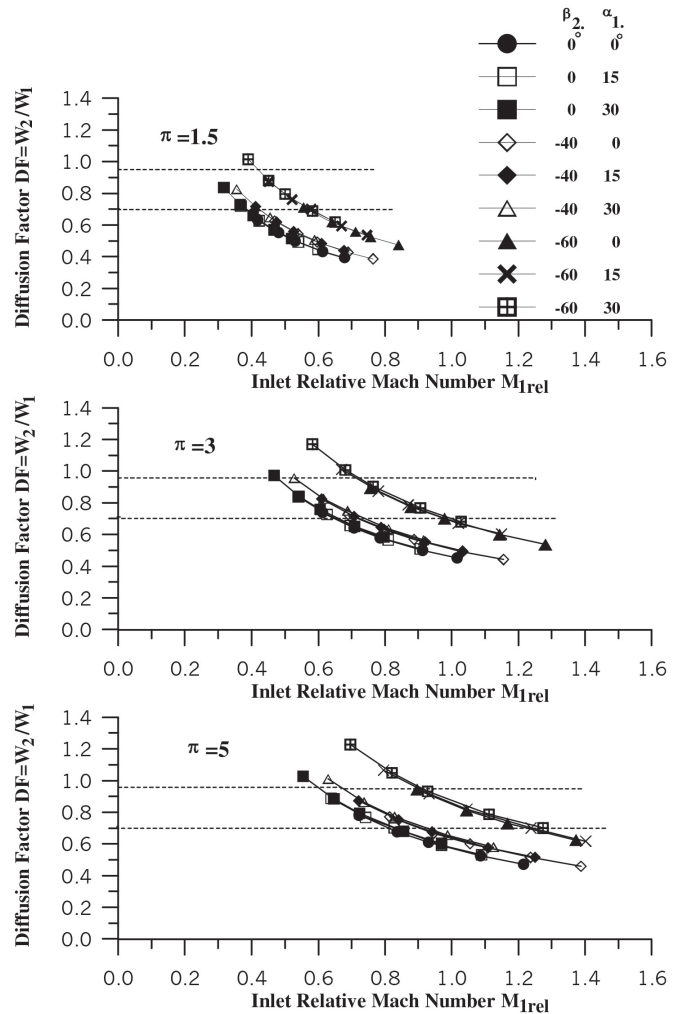 β2. α1.
0° 0°
0 15
0 30
-40 0
-40 15
-40 30
-60 0
-60 15
-60 30
Diffusion Factor DF=W2/W1
1.4
1.2
1.0
0.8
0.6
0.4
0.2
0.0
π =1.5
0.0 0.2 0.4 0.6 0.8 1.0 1.2 1.4 1.6
Inlet Relative Mach Number M1rel
Diffusion Factor DF=W2/W1
1.4
1.2
1.0
0.8
0.6
0.4
0.2
0.0
π =3
0.0 0.2 0.4 0.6 0.8 1.0 1.2 1.4 1.6
Inlet Relative Mach Number M1rel
Diffusion Factor DF=W2/W1
1.4
1.2
1.0
0.8
0.6
0.4
0.2
0.0
π =5
0.0 0.2 0.4 0.6 0.8 1.0 1.2 1.4 1.6
Inlet Relative Mach Number M1rel